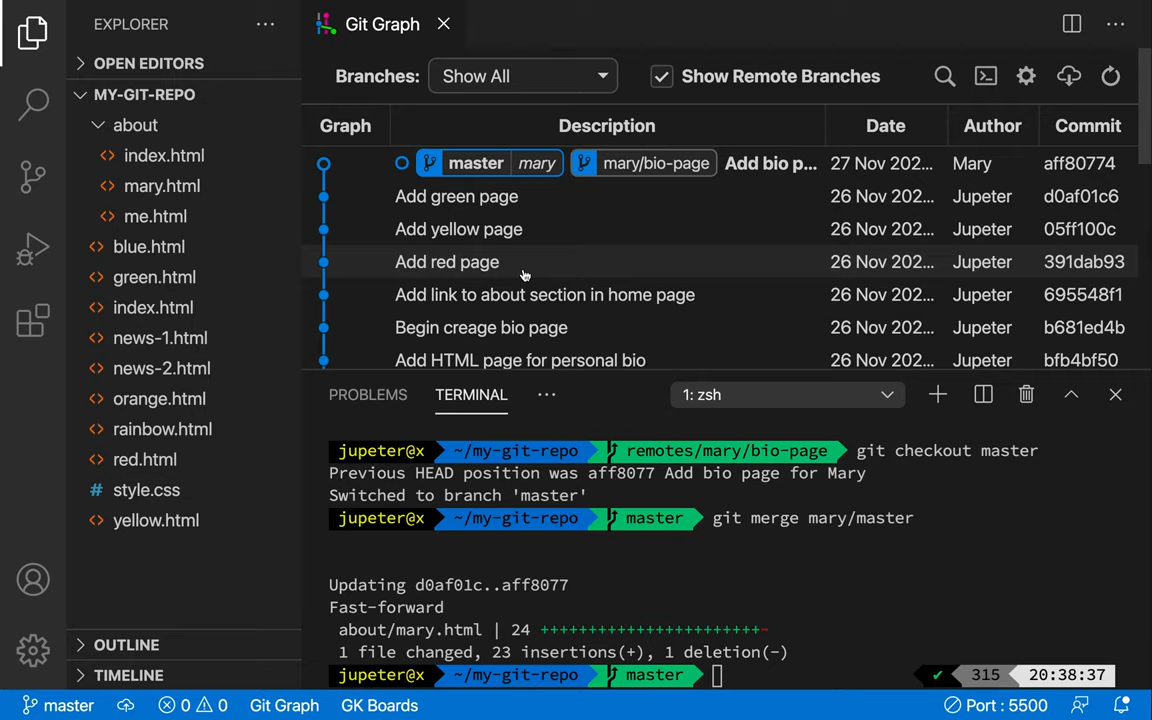 EXPLORER
OPEN EDITORS
MY-GIT-REPO
about
index.html
mary.html
me.html
blue.html
green.html
index.html
news-1.html
news-2.html
orange.html
rainbow.html
red.html
style.css
yellow.html
OUTLINE
TIMELINE
Git Graph
Branches: Show All Show Remote Branches
Graph Description Date Author Commit
master mary mary/bio-page Add bio p... 27 Nov 202... Mary aff80774
Add green page 26 Nov 202... Jupeter d0af01c6
Add yellow page 26 Nov 202... Jupeter 05ff100c
Add red page 26 Nov 202... Jupeter 391dab93
Add link to about section in home page 26 Nov 202... Jupeter 695548f1
Begin creage bio page 26 Nov 202... Jupeter b681ed4b
Add HTML page for personal bio 26 Nov 202... Jupeter bfb4bf50
PROBLEMS TERMINAL 1: zsh
jupeter@x ~/my-git-repo remotes/mary/bio-page git checkout master
Previous HEAD position was aff8077 Add bio page for Mary
Switched to branch 'master'
jupeter@x ~/my-git-repo master git merge mary/master
Updating d0af01c..aff8077
Fast-forward
about/mary.html | 24 +++++++++++++++++++++++-
1 file changed, 23 insertions(+), 1 deletion(-)
jupeter@x ~/my-git-repo master ✔ 315 20:38:37
master 0 0 Git Graph GK Boards Port : 5500